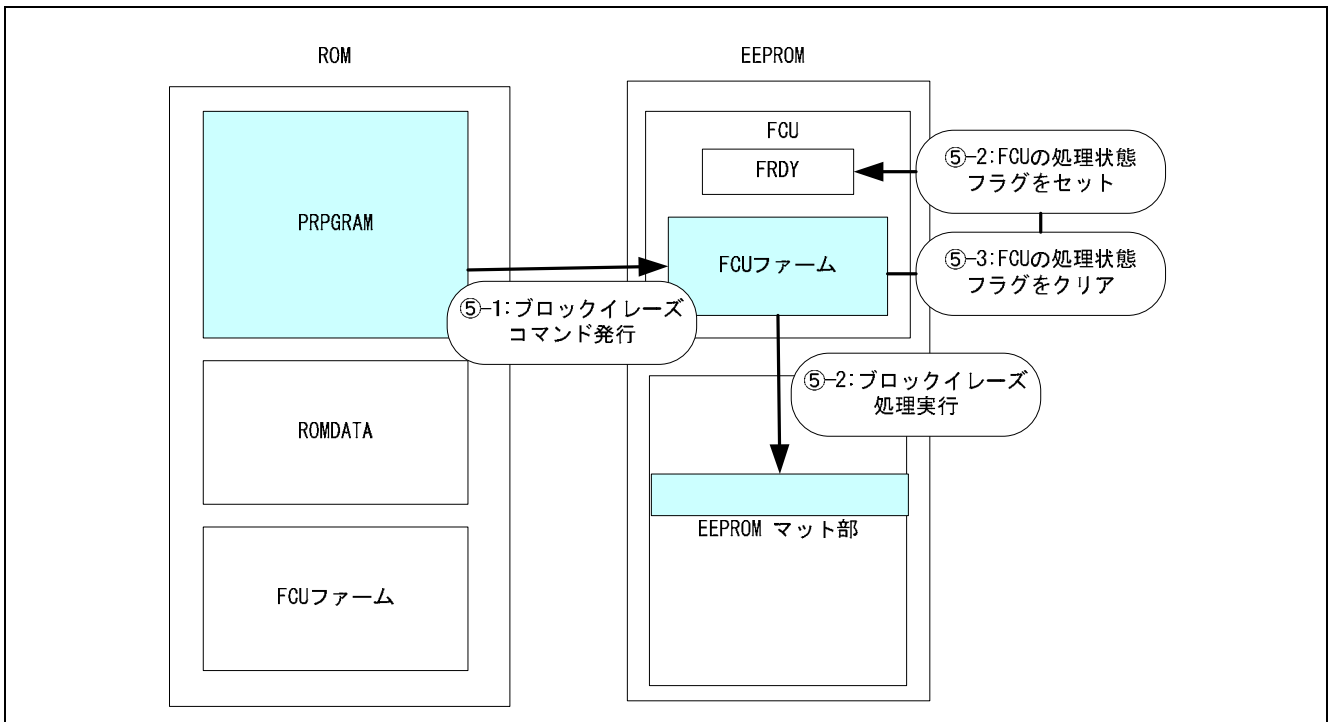 ROM
PRPGRAM
ROMDATA
FCUファーム
⑤-1:ブロックイレーズ
コマンド発行
EEPROM
FCU
FRDY
FCUファーム
⑤-2:FCUの処理状態
フラグをセット
⑤-3:FCUの処理状態
フラグをクリア
⑤-2:ブロックイレーズ
処理実行
EEPROM マット部